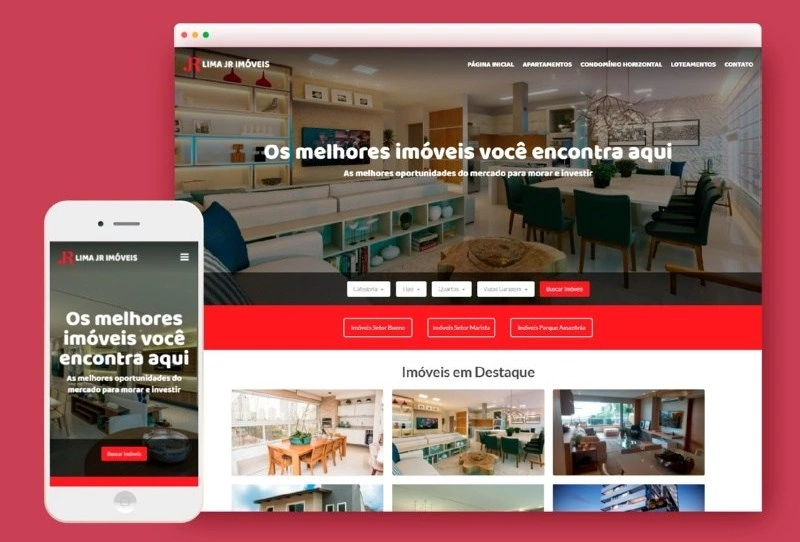 JR LIMA JR IMÓVEIS
PÁGINA INICIAL APARTAMENTOS CONDOMÍNIO HORIZONTAL LOTEAMENTOS CONTATO
Os melhores imóveis você encontra aqui
As melhores oportunidades do mercado para morar e investir
Categoria Tipo Quartos Vagas Garagem Buscar Imóveis
Imóveis Setor Bueno Imóveis Setor Marista Imóveis Parque Amazônia
Imóveis em Destaque
JR LIMA JR IMÓVEIS
Os melhores
imóveis você
encontra aqui
As melhores oportunidades do
mercado para morar e investir
Buscar Imóveis